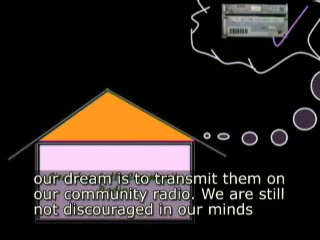 our dream is to transmit them on
our community radio. We are still
not discouraged in our minds